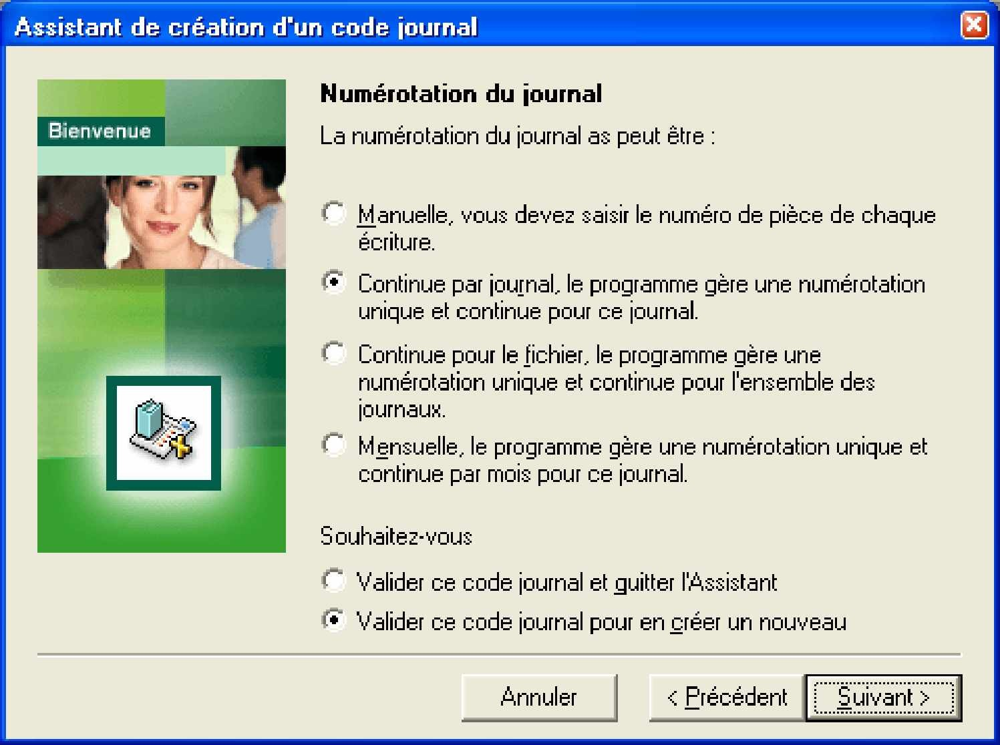 Assistant de création d'un code journal
Bienvenue
Numérotation du journal
La numérotation du journal as peut être :
Manuelle, vous devez saisir le numéro de pièce de chaque
écriture.
Continue par journal, le programme gère une numérotation
unique et continue pour ce journal.
Continue pour le fichier, le programme gère une
numérotation unique et continue pour l'ensemble des
journaux.
Mensuelle, le programme gère une numérotation unique et
continue par mois pour ce journal.
Souhaitez-vous
Valider ce code journal et quitter l'Assistant
Valider ce code journal pour en créer un nouveau
Annuler
< Précédent
Suivant >